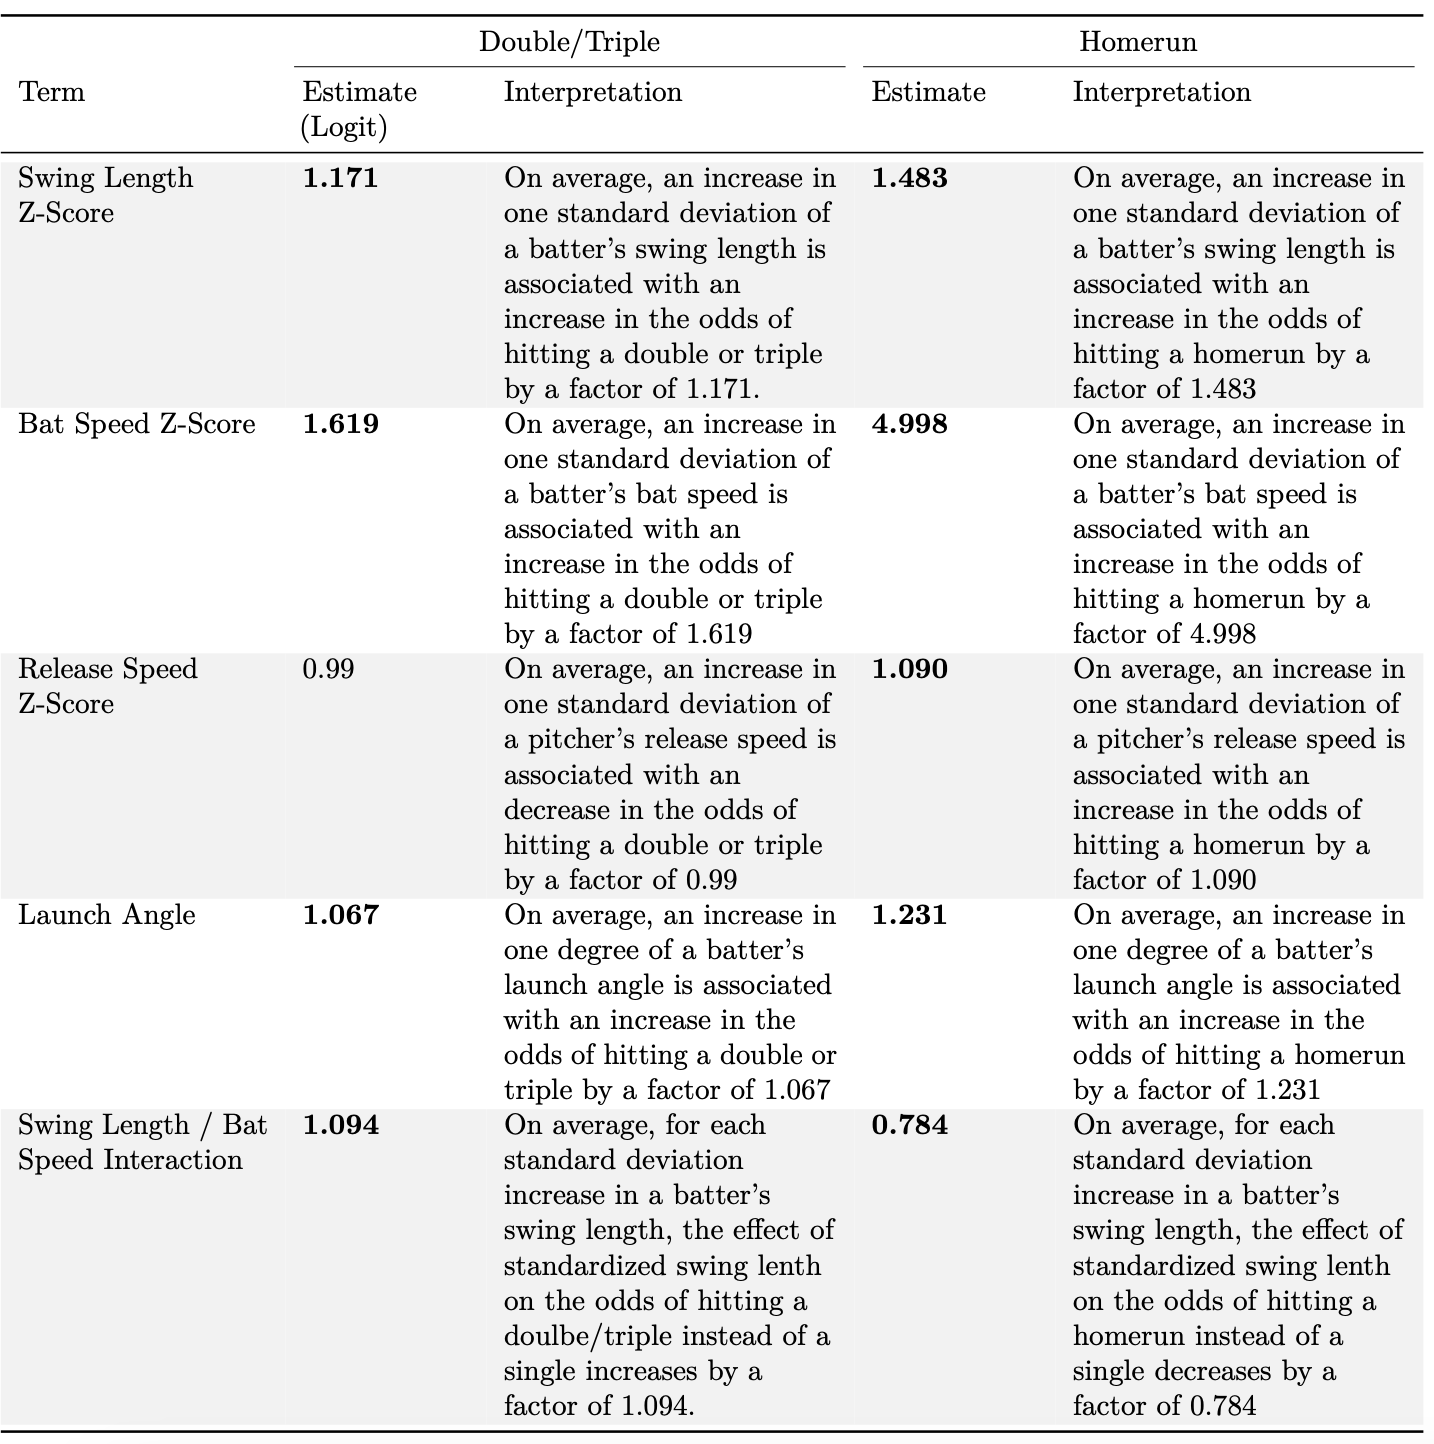 Double/Triple Homerun
Term Estimate (Logit) Interpretation Estimate Interpretation
Swing Length
Z-Score
1.171
On average, an increase in
one standard deviation of
a batter's swing length is
associated with an
increase in the odds of
hitting a double or triple
by a factor of 1.171.
1.483
On average, an increase in
one standard deviation of
a batter's swing length is
associated with an
increase in the odds of
hitting a homerun by a
factor of 1.483
Bat Speed Z-Score
1.619
On average, an increase in
one standard deviation of
a batter's bat speed is
associated with an
increase in the odds of
hitting a double or triple
by a factor of 1.619
4.998
On average, an increase in
one standard deviation of
a batter's bat speed is
associated with an
increase in the odds of
hitting a homerun by a
factor of 4.998
Release Speed
Z-Score
0.99
On average, an increase in
one standard deviation of
a pitcher's release speed is
associated with an
decrease in the odds of
hitting a double or triple
by a factor of 0.99
1.090
On average, an increase in
one standard deviation of
a pitcher's release speed is
associated with an
increase in the odds of
hitting a homerun by a
factor of 1.090
Launch Angle
1.067
On average, an increase in
one degree of a batter's
launch angle is associated
with an increase in the
odds of hitting a double or
triple by a factor of 1.067
1.231
On average, an increase in
one degree of a batter's
launch angle is associated
with an increase in the
odds of hitting a homerun
by a factor of 1.231
Swing Length / Bat
Speed Interaction
1.094
On average, for each
standard deviation
increase in a batter's
swing length, the effect of
standardized swing lenth
on the odds of hitting a
doulbe/triple instead of a
single increases by a
factor of 1.094.
0.784
On average, for each
standard deviation
increase in a batter's
swing length, the effect of
standardized swing lenth
on the odds of hitting a
homerun instead of a
single decreases by a
factor of 0.784